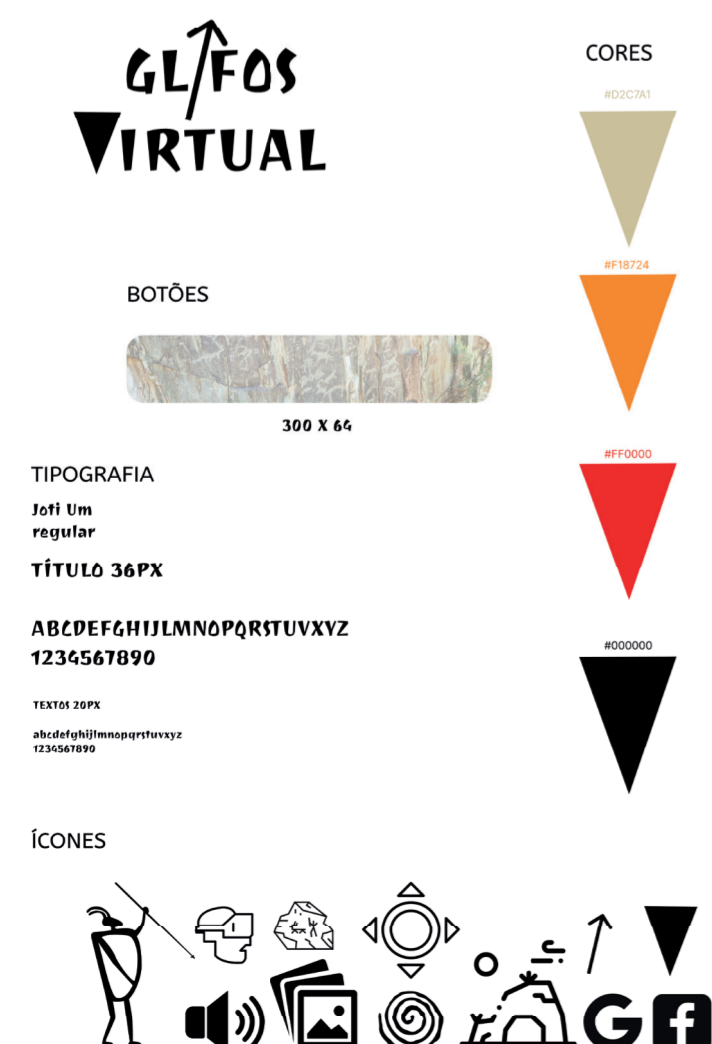 GLIFOS
VIRTUAL
CORES
#D2C7A1
#F18724
BOTÕES
300 X 64
#FF0000
TIPOGRAFIA
Joti Um
regular
TÍTULO 36PX
ABCDEFGHIJLMNOPQRSTUVXYZ
1234567890
#000000
TEXTOS 20PX
abcdefghijlmnopqrstuvxyz
1234567890
ÍCONES
G
f